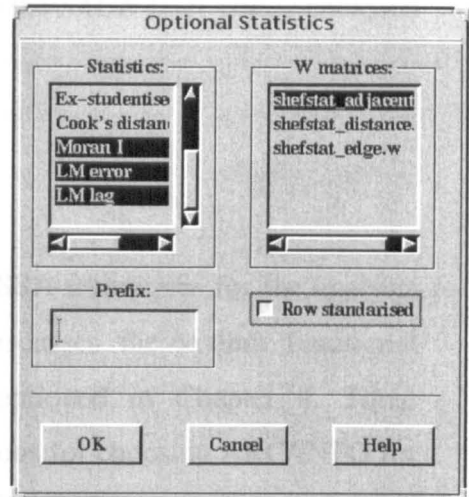 Optional Statistics
Statistics:
Ex-studentise
Cook's distan
Moran I
LM error
LM lag
W matrices:
shefstat_adjacent
shefstat_distance.
shefstat_edge.w
Prefix:
Row standarised
OK
Cancel
Help